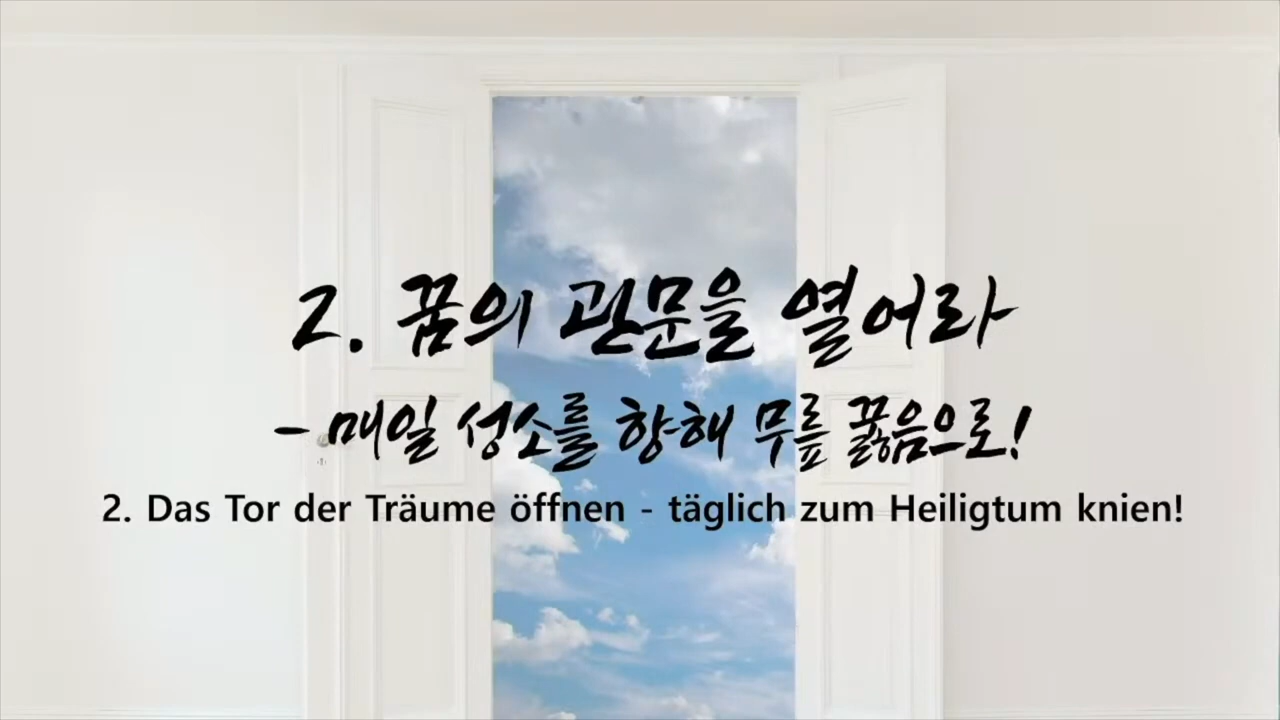 2. 꿈의 관문을 열어라
- 매일 성소를 향해 무릎 꿇음으로!
2. Das Tor der Träume öffnen - täglich zum Heiligtum knien!